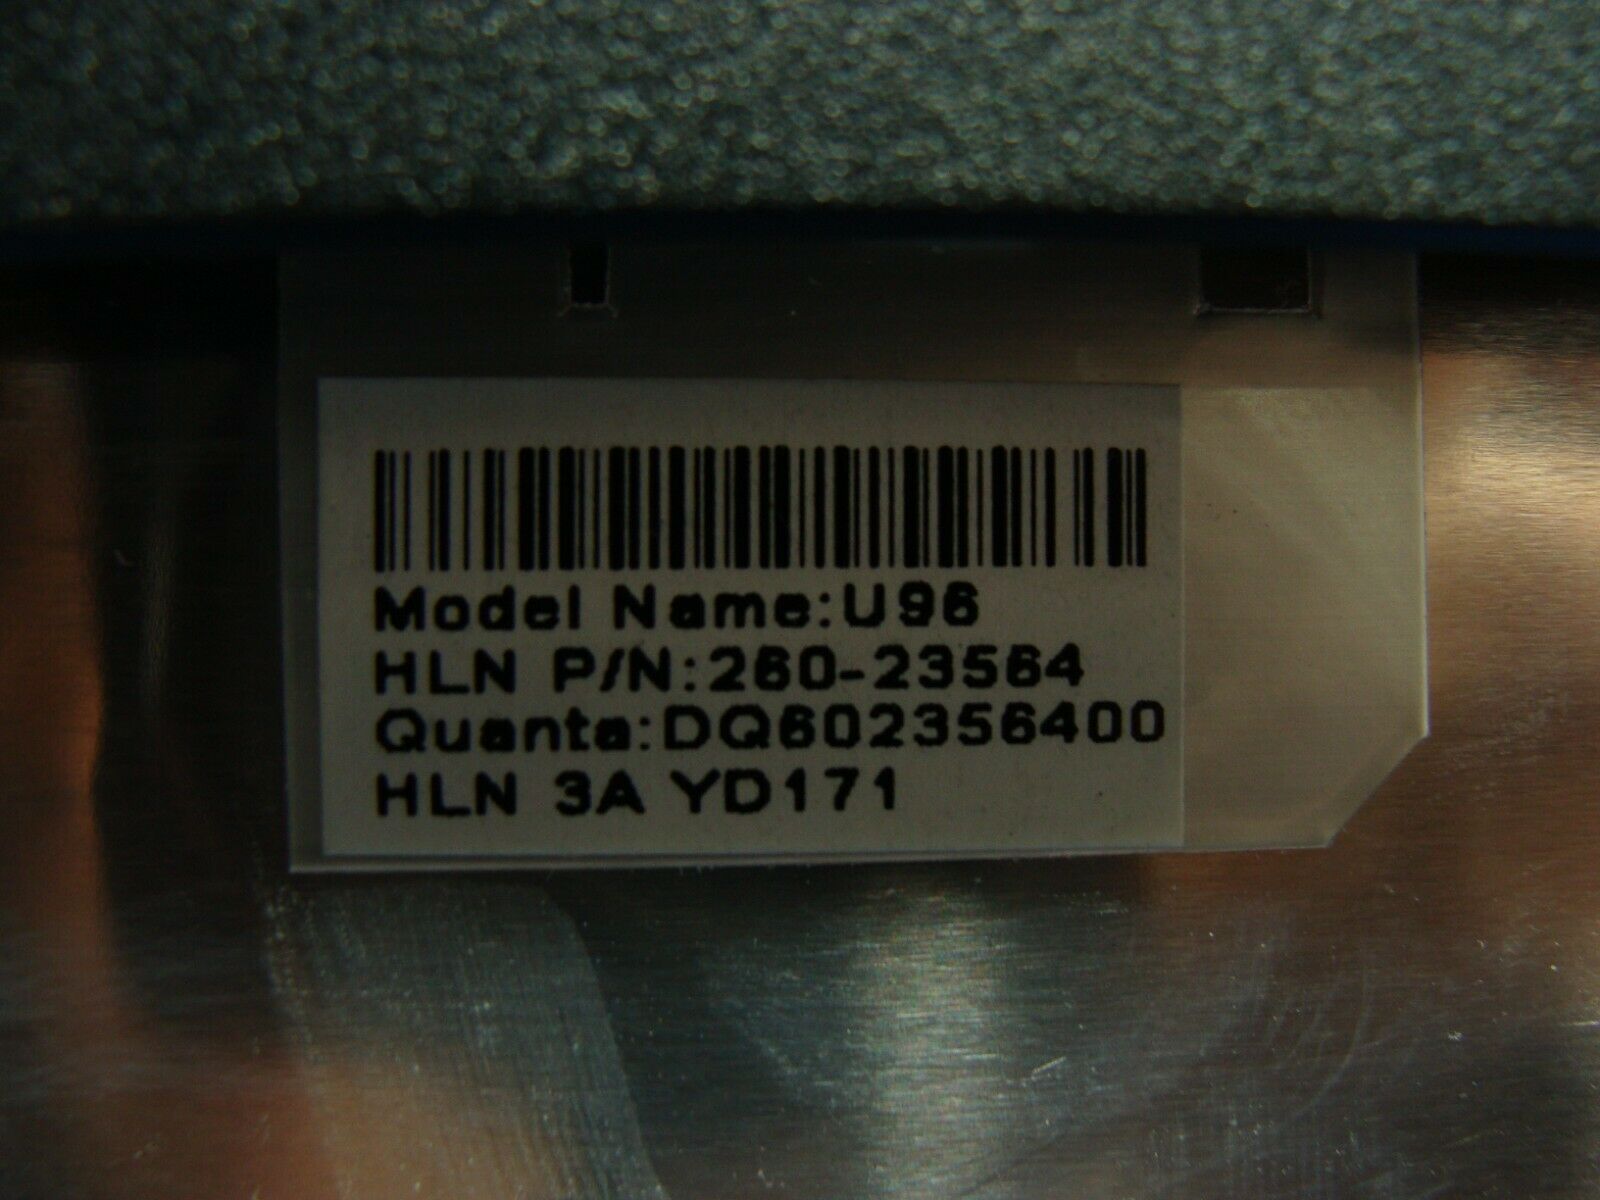 Model Name:U96
HLN P/N:260-23564
Quanta:DQ602356400
HLN 3A YD171